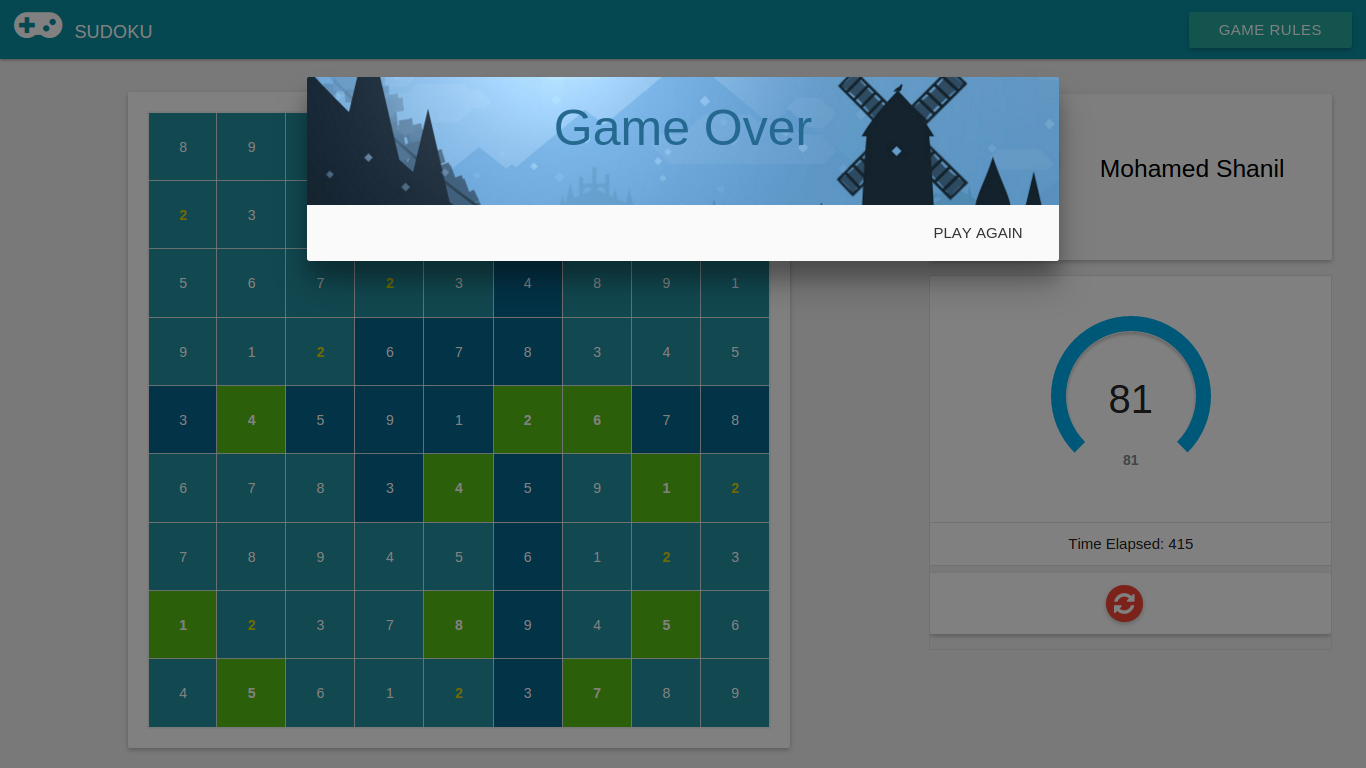 SUDOKU
GAME RULES
Game Over
PLAY AGAIN
8 9
2 3
5 6 7 2 3 4 8 9 1
9 1 2 6 7 8 3 4 5
3 4 5 9 1 2 6 7 8
6 7 8 3 4 5 9 1 2
7 8 9 4 5 6 1 2 3
1 2 3 7 8 9 4 5 6
4 5 6 1 2 3 7 8 9
Mohamed Shanil
81
81
Time Elapsed: 415